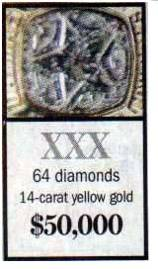 XXX
64 diamonds
14-carat yellow gold
$50,000